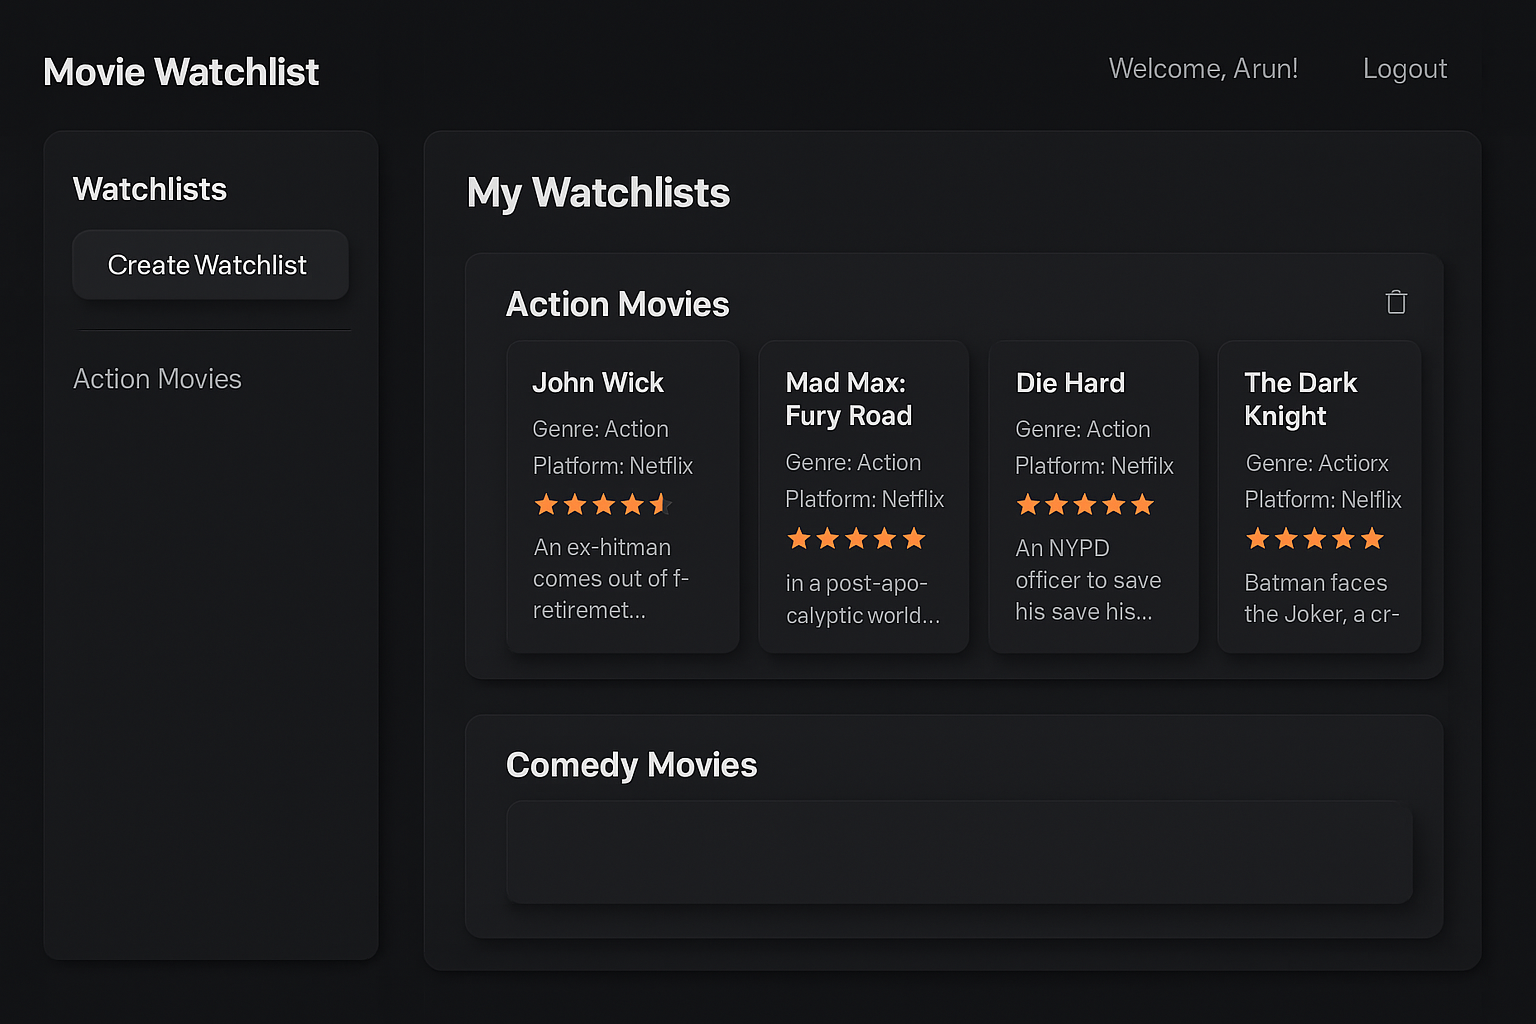 Movie Watchlist
Welcome, Arun!
Logout
Watchlists
Create Watchlist
Action Movies
My Watchlists
Action Movies
John Wick
Genre: Action
Platform: Netflix
An ex-hitman
comes out of f-
retiremet...
Mad Max:
Fury Road
Genre: Action
Platform: Netflix
in a post-apo-
calyptic world...
Die Hard
Genre: Action
Platform: Netfilx
An NYPD
officer to save
his save his...
The Dark
Knight
Genre: Actiorx
Platform: Nelflix
Batman faces
the Joker, a cr-
Comedy Movies